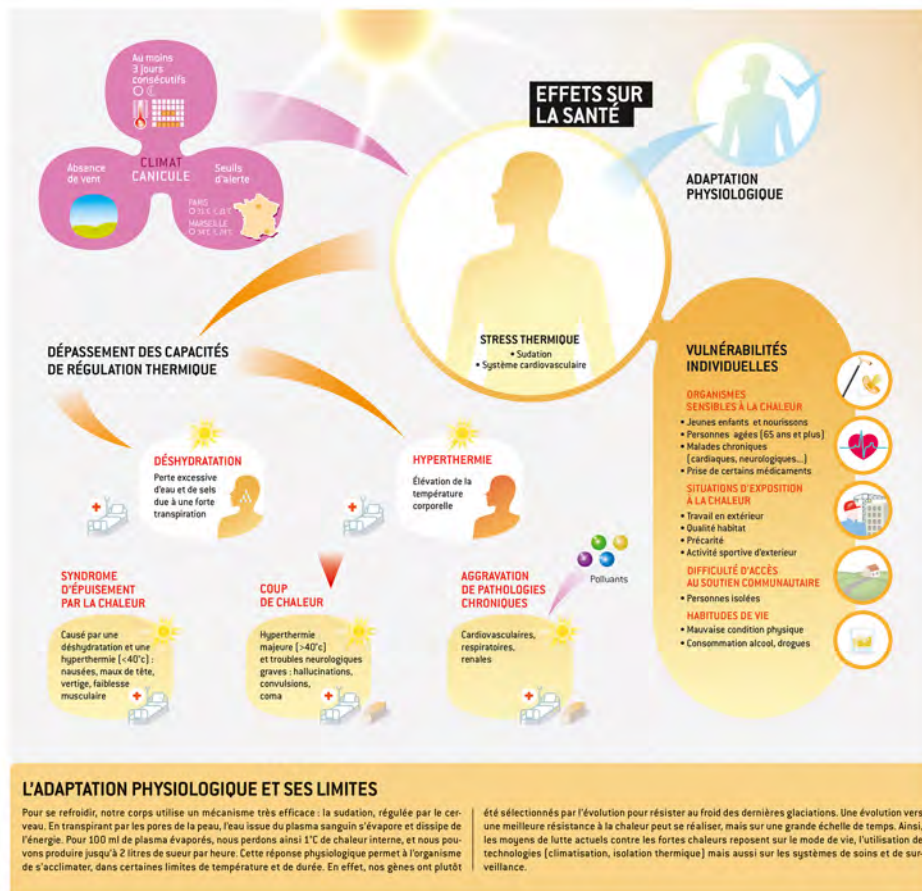 Au moins
3 jours
consécutifs
Absence
de vent
CLIMAT
CANICULE
Seuils
d'alerte
PARIS
MARSEILLE
EFFETS SUR
LA SANTÉ
ADAPTATION
PHYSIOLOGIQUE
STRESS THERMIQUE
• Sudation
• Système cardiovasculaire
DÉPASSEMENT DES CAPACITÉS
DE RÉGULATION THERMIQUE
DÉSHYDRATATION
Perte excessive
d'eau et de sels
due à une forte
transpiration
HYPERTHERMIE
Élévation de la
température
corporelle
SYNDROME
D'ÉPUISEMENT
PAR LA CHALEUR
Causé par une
déshydratation et une
hyperthermie (<40°c) :
nausées, maux de tête,
vertige, faiblesse
musculaire
COUP
DE CHALEUR
Hyperthermie
majeure (>40°c)
et troubles neurologiques
graves : hallucinations,
convulsions,
coma
AGGRAVATION
DE PATHOLOGIES
CHRONIQUES
Polluants
Cardiovasculaires,
respiratoires,
renales
VULNÉRABILITÉS
INDIVIDUELLES
ORGANISMES
SENSIBLES À LA CHALEUR
• Jeunes enfants et nourissons
• Personnes agées (65 ans et plus)
• Malades chroniques
(cardiaques, neurologiques...)
• Prise de certains médicaments
SITUATIONS D'EXPOSITION
À LA CHALEUR
• Travail en extérieur
• Qualité habitat
• Précarité
• Activité sportive d'exterieur
DIFFICULTÉ D'ACCÈS
AU SOUTIEN COMMUNAUTAIRE
• Personnes isolées
HABITUDES DE VIE
• Mauvaise condition physique
• Consommation alcool, drogues
L'ADAPTATION PHYSIOLOGIQUE ET SES LIMITES
Pour se refroidir, notre corps utilise un mécanisme très efficace : la sudation, régulée par le cer-
veau. En transpirant par les pores de la peau, l'eau issue du plasma sanguin s'évapore et dissipe de
l'énergie. Pour 100 ml de plasma évaporés, nous perdons ainsi 1°C de chaleur interne, et nous pou-
vons produire jusqu'à 2 litres de sueur par heure. Cette réponse physiologique permet à l'organisme
de s'acclimater, dans certaines limites de température et de durée. En effet, nos gènes ont plutôt
été sélectionnés par l'évolution pour résister au froid des dernières glaciations. Une évolution vers
une meilleure résistance à la chaleur peut se réaliser, mais sur une grande échelle de temps. Ainsi,
les moyens de lutte actuels contre les fortes chaleurs reposent sur le mode de vie, l'utilisation de
technologies (climatisation, isolation thermique) mais aussi sur les systèmes de soins et de sur-
veillance.